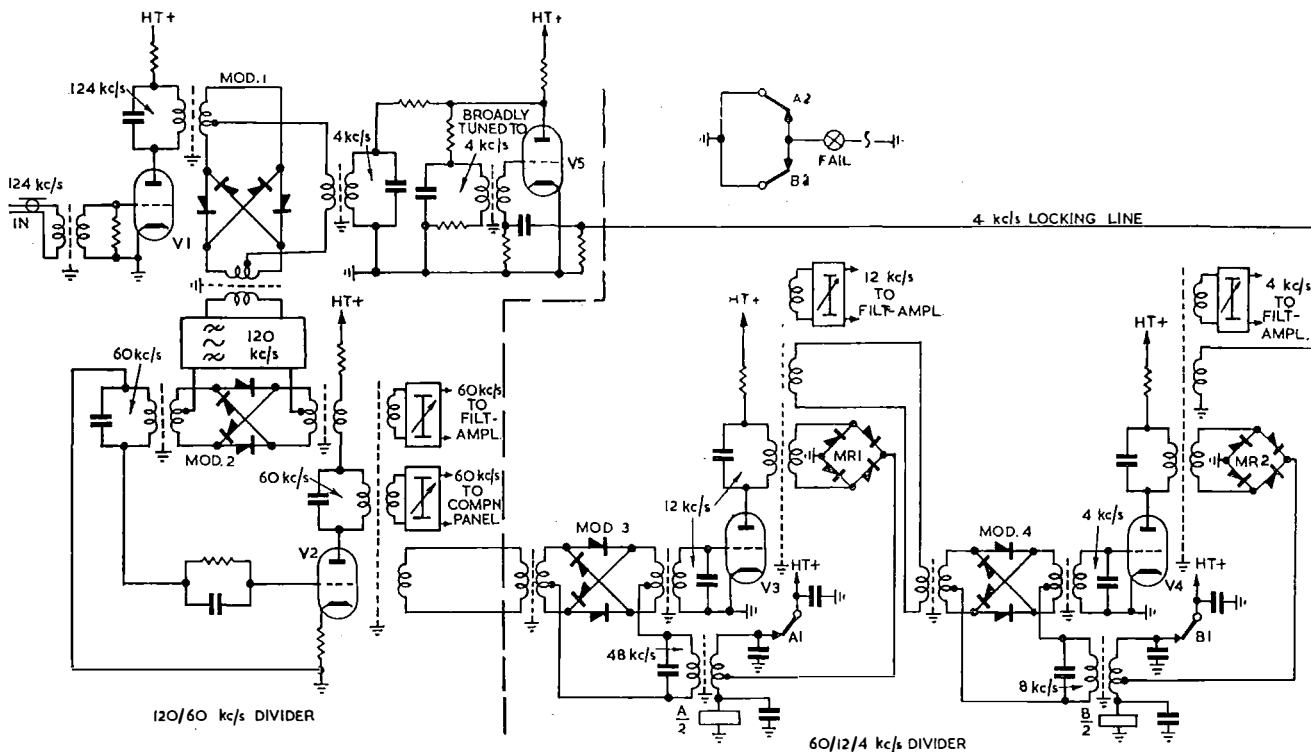 HT+
HT+
MOD.1
124 kc/s
4 kc/s
BROADLY
TUNED TO
4 kc/s
V5
A2
FAIL
B2
124 kc/s
IN
V1
4 kc/s LOCKING LINE
HT+
120
kc/s
60 kc/s
MOD. 2
60 kc/s
TO
FILT-
AMPL.
60 kc/s
TO
COMPN
PANEL
60 kc/s
V2
120/60 kc/s DIVIDER
HT+
12 kc/s
TO
FILT-AMPL.
MR1
12 kc/s
MOD. 3
V3
HT+
A1
48 kc/s
A
2
HT+
4 kc/s
TO
FILT-
AMPL.
MR2
MOD. 4
4 kc/s
V4
HT+
B1
8 kc/s
B
2
60/12/4 kc/s DIVIDER